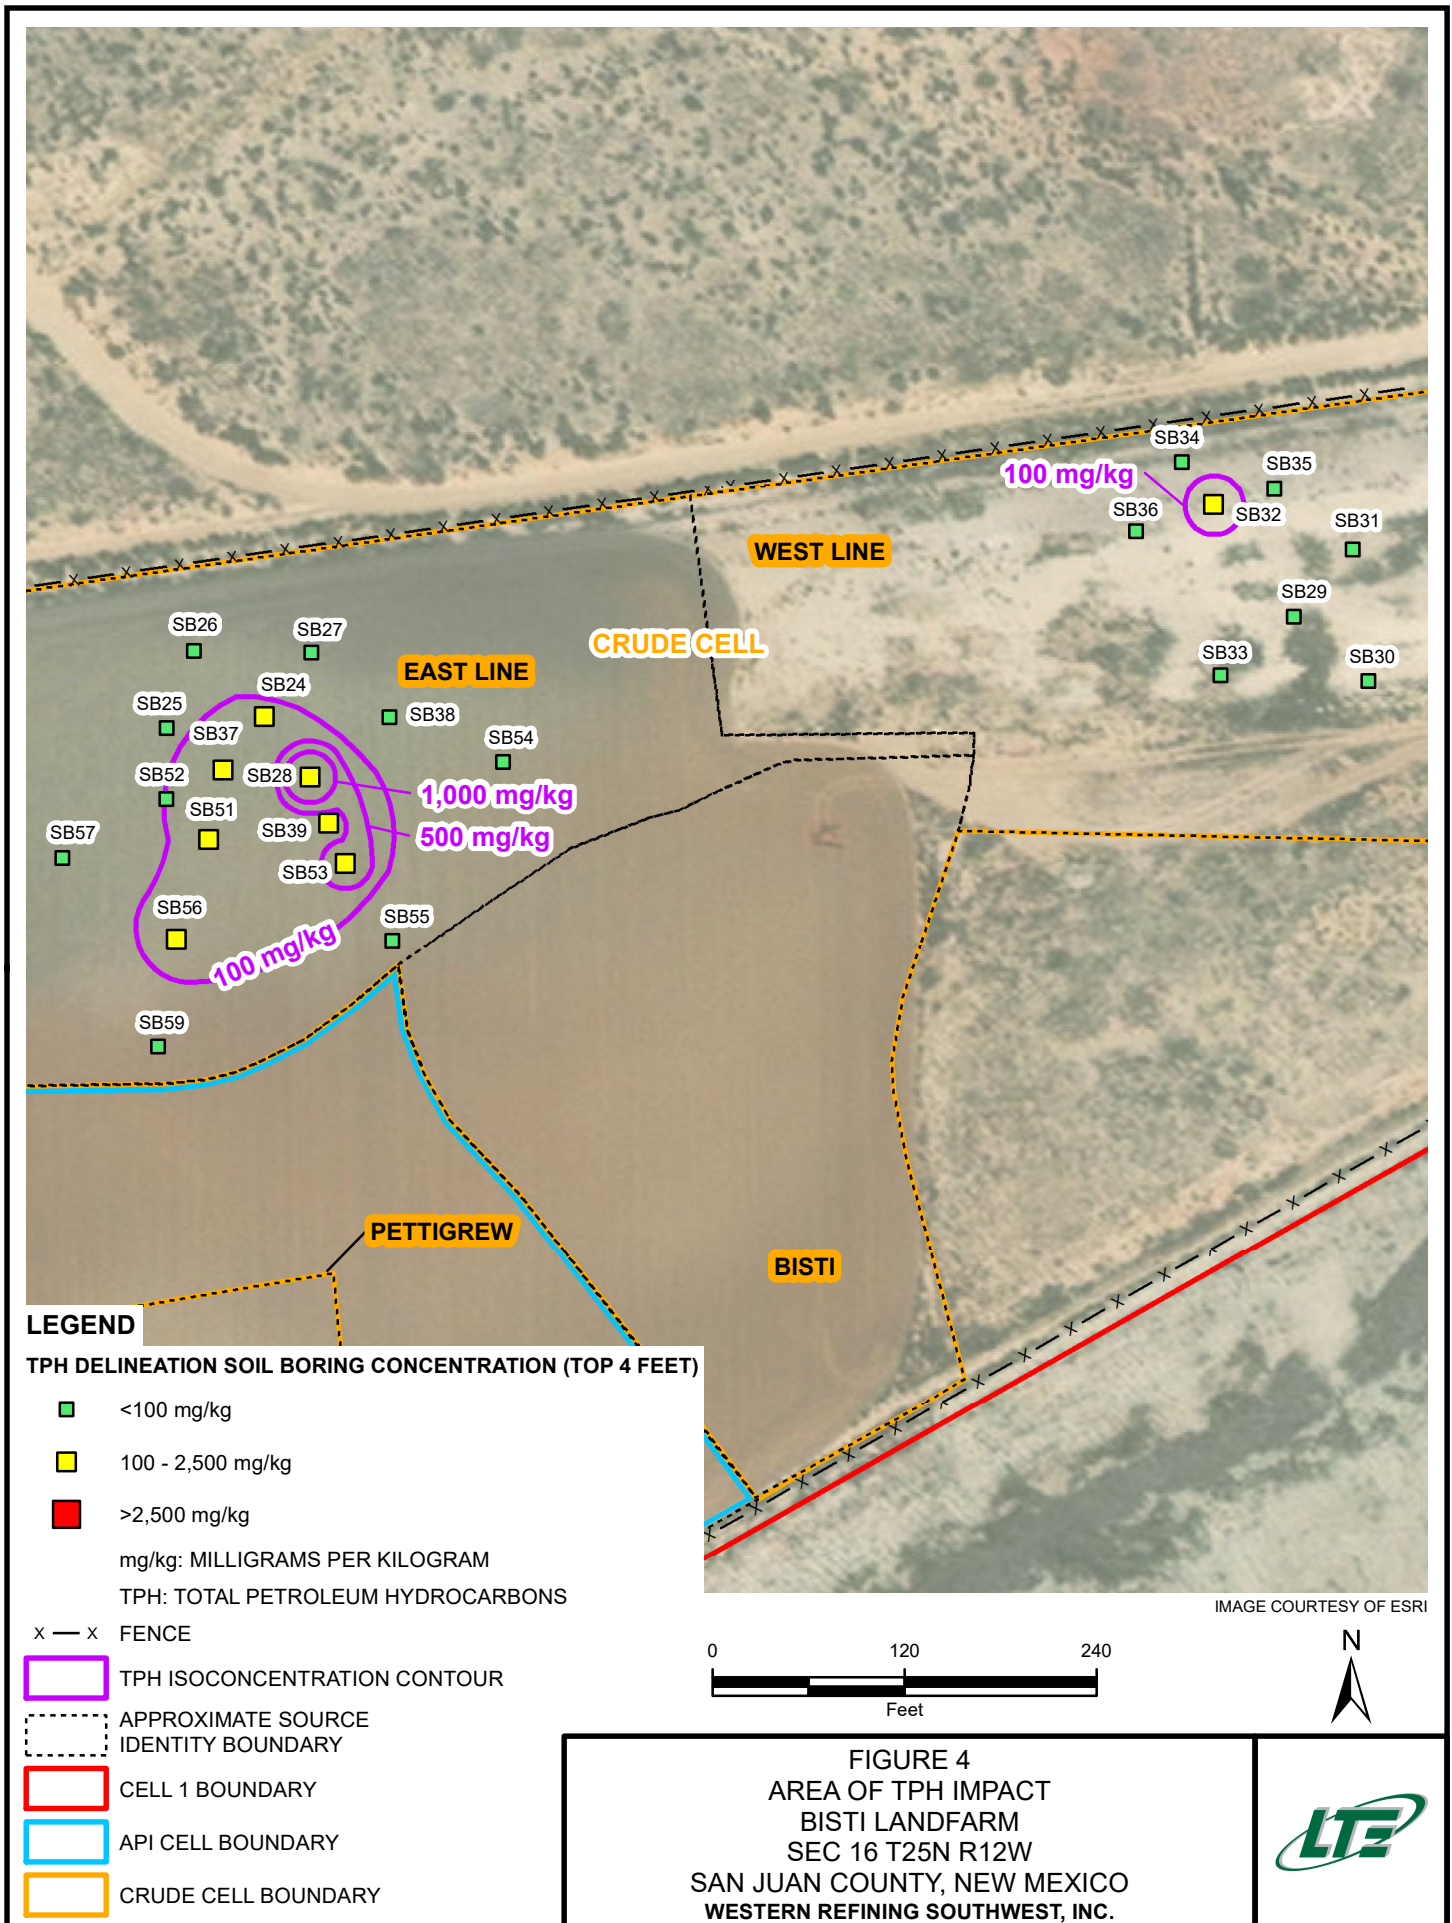 SB34
100 mg/kg
SB35
SB36
SB32
SB31
WEST LINE
SB29
SB26
SB27
CRUDE CELL
EAST LINE
SB33
SB30
SB24
SB25
SB38
SB37
SB54
SB52
SB28
1,000 mg/kg
SB51
SB39
500 mg/kg
SB57
SB53
SB56
SB55
100 mg/kg
SB59
PETTIGREW
BISTI
LEGEND
TPH DELINEATION SOIL BORING CONCENTRATION (TOP 4 FEET)
<100 mg/kg
100 - 2,500 mg/kg
>2,500 mg/kg
mg/kg: MILLIGRAMS PER KILOGRAM
TPH: TOTAL PETROLEUM HYDROCARBONS
X — X FENCE
TPH ISOCONCENTRATION CONTOUR
APPROXIMATE SOURCE
IDENTITY BOUNDARY
CELL 1 BOUNDARY
API CELL BOUNDARY
CRUDE CELL BOUNDARY
IMAGE COURTESY OF ESRI
0 120 240
Feet
N
FIGURE 4
AREA OF TPH IMPACT
BISTI LANDFARM
SEC 16 T25N R12W
SAN JUAN COUNTY, NEW MEXICO
WESTERN REFINING SOUTHWEST, INC.
LTE